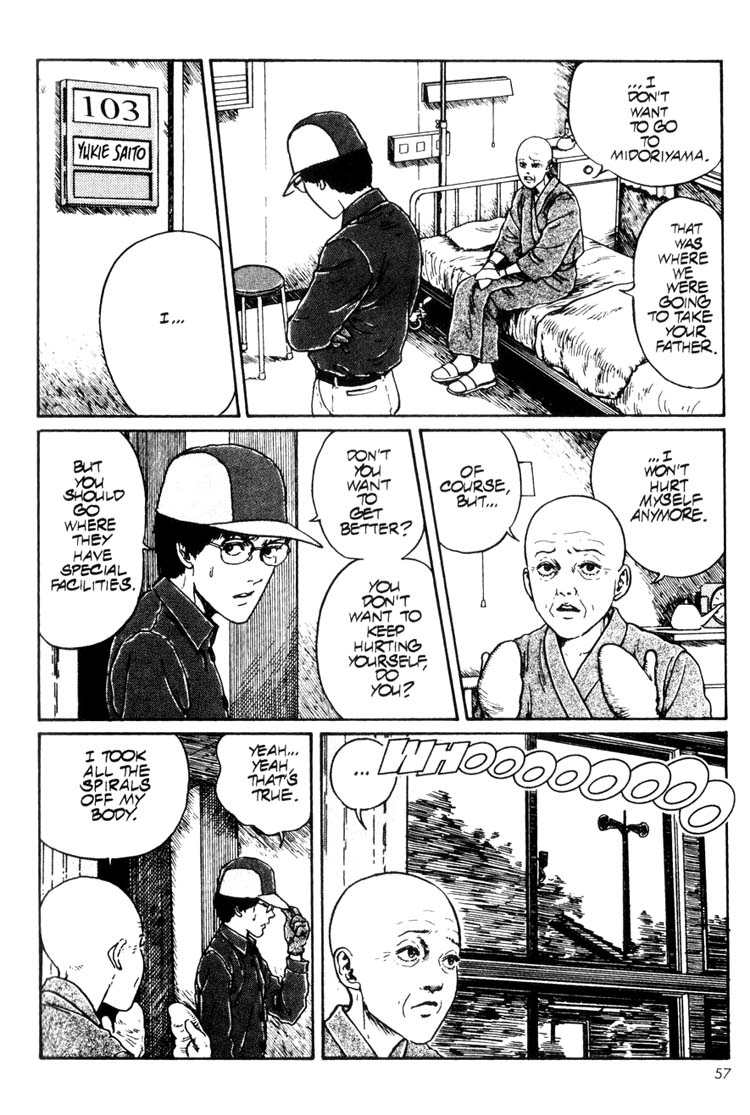 103
YUKIE SAITO
I...
...I
DON'T
WANT
TO GO
TO
MIDORIYAMA.
THAT
WAS
WHERE
WE
WERE
GOING
TO TAKE
YOUR
FATHER.
BUT
YOU
SHOULD
GO
WHERE
THEY
HAVE
SPECIAL
FACILITIES.
DON'T
YOU
WANT
TO
GET
BETTER?
YOU
DON'T
WANT TO
KEEP
HURTING
YOURSELF,
DO
YOU?
OF
COURSE,
BUT...
...I
WON'T
HURT
MYSELF
ANYMORE.
I TOOK
ALL THE
SPIRALS
OFF MY
BODY.
YEAH...
YEAH,
THAT'S
TRUE.
...
WHOOOOOOOOO
57